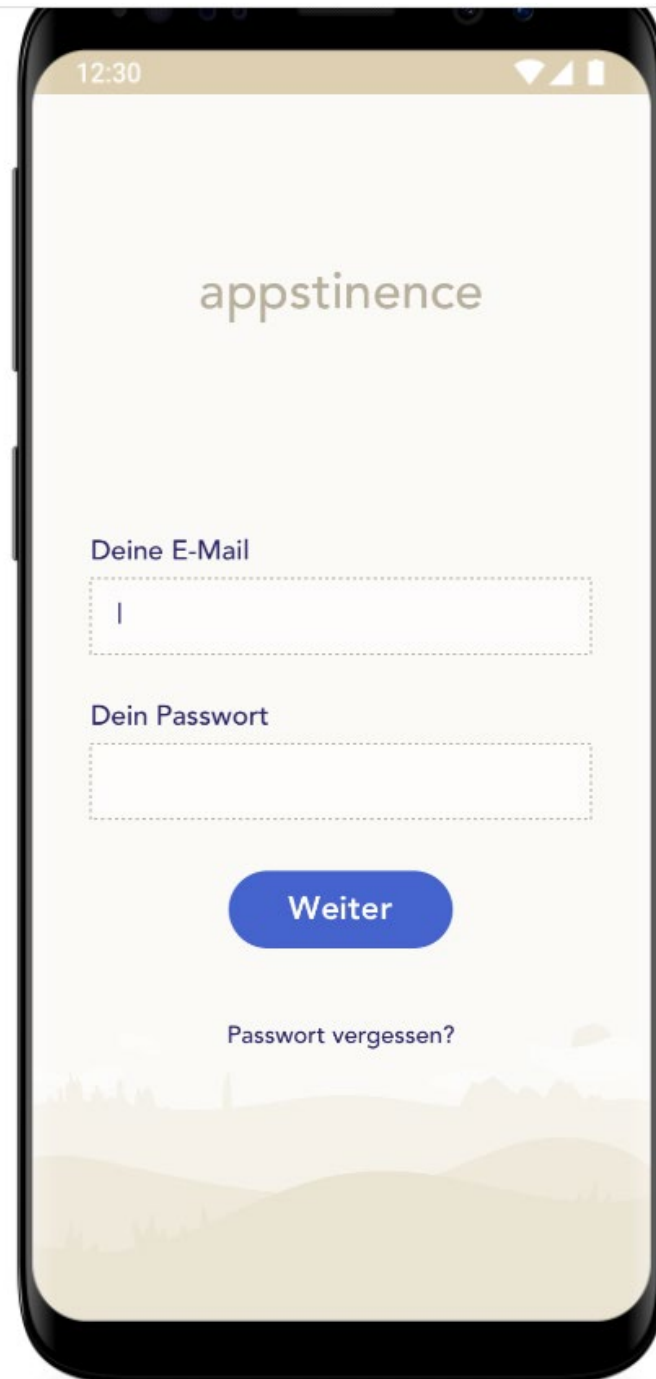 12:30
appstinence
Deine E-Mail
Dein Passwort
Weiter
Passwort vergessen?